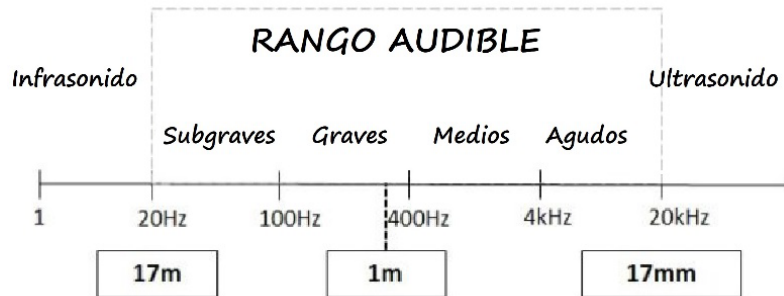 RANGO AUDIBLE
Infrasonido Ultrasonido
Subgraves Graves Medios Agudos
1 20Hz 100Hz 400Hz 4kHz 20kHz
17m 1m 17mm